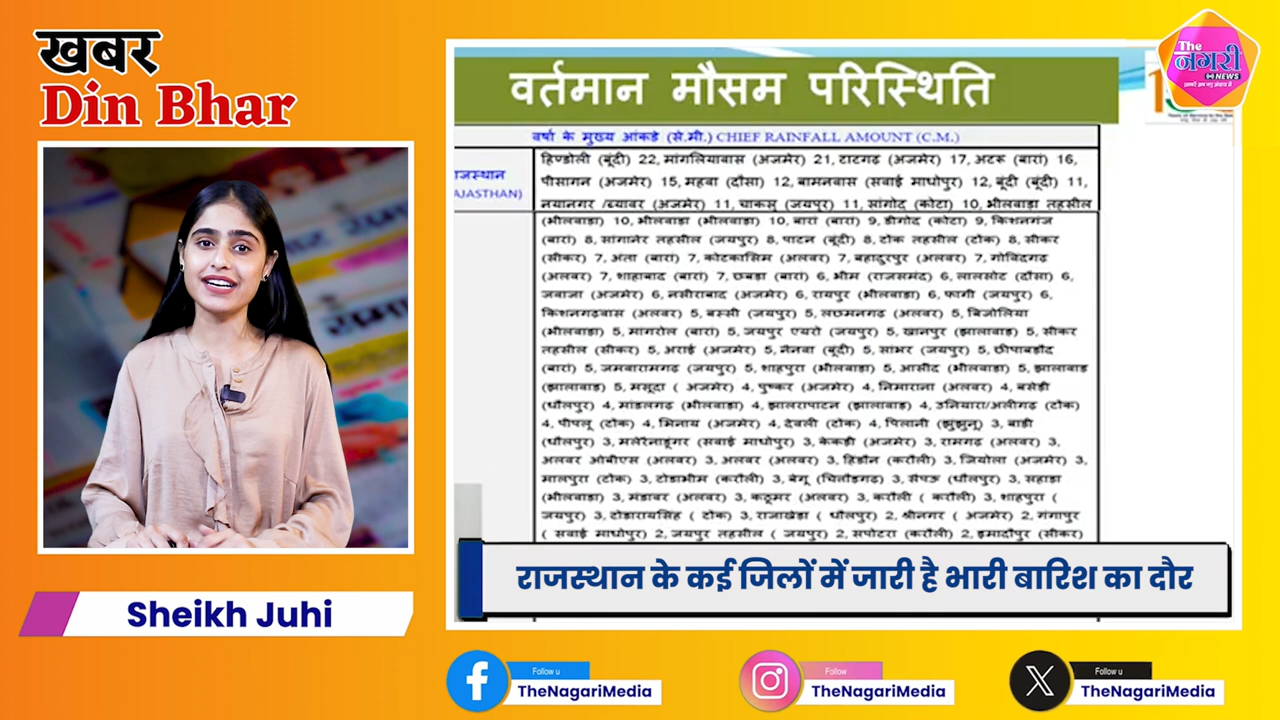 खबर
Din Bhar
Sheikh Juhi
The
नगरी
NEWS
वर्तमान मौसम परिस्थिति
वर्षा के मुख्य आंकडे (से.मी.) CHIEF RAINFALL AMOUNT (C.M.)
ाजस्थान
AJASTHAN)
हिण्डोली (बूंदी) 22, मांगलियावास (अजमेर) 21, टाटगढ़ (अजमेर) 17, अटरू (बारां) 16,
पीसागन (अजमेर) 15, महवा (दौसा) 12, बामनवास (सवाई माधोपुर) 12, बूंदी (बूंदी) 11,
नयानगर /ब्यावर (अजमेर) 11, चाकसू (जयपुर) 11, सांगोद (कोटा) 10, भीलवाडा तहसील
(भीलवाडा) 10, भीलवाडा (भीलवाडा) 10, बारां (बारां) 9, डीगोद (कोटा) 9, किशनगंज
(बारां) 8, सांगानेर तहसील (जयपुर) 8, पाटन (बूंदी) 8, टोंक तहसील (टोंक) 8, सीकर
(सीकर) 7, अंता (बारां) 7, कोटकासिम (अलवर) 7, बहादुरपुर (अलवर) 7, गोविंदगढ़
(अलवर) 7, शाहाबाद (बारां) 7, छबड़ा (बारां) 6, भीम (राजसमंद) 6, लालसोट (दौसा) 6,
जवाजा (अजमेर) 6, नसीराबाद (अजमेर) 6, रायपुर (भीलवाडा) 6, फागी (जयपुर) 6,
किशनगढ़वास (अलवर) 5, बस्सी (जयपुर) 5, लछमनगढ़ (अलवर) 5, बिजोलिया
(भीलवाडा) 5, मांगरोल (बारां) 5, जयपुर एयरो (जयपुर) 5, खानपुर (झालावाड़) 5, सीकर
तहसील (सीकर) 5, अराई (अजमेर) 5, नैनवा (बूंदी) 5, सांभर (जयपुर) 5, छीपाबड़ौद
(बारां) 5, जमवारामगढ़ (जयपुर) 5, शाहपुरा (भीलवाडा) 5, आसींद (भीलवाडा) 5, झालावाड़
(झालावाड़) 5, मसूदा ( अजमेर) 4, पुष्कर (अजमेर) 4, निमाराना (अलवर) 4, बसेड़ी
(धौलपुर) 4, मांडलगढ़ (भीलवाडा) 4, झालरापाटन (झालावाड़) 4, उनियारा/अलीगढ़ (टोंक)
4, पीपलू (टोंक) 4, भिनाय (अजमेर) 4, देवली (टोंक) 4, पिलानी (झुंझुनू) 3, बाड़ी
(धौलपुर) 3, मलेरनाडूंगर (सवाई माधोपुर) 3, केकड़ी (अजमेर) 3, रामगढ़ (अलवर) 3,
अलवर ओबीएस (अलवर) 3, अलवर (अलवर) 3, हिंडौन (करौली) 3, जियोला (अजमेर) 3,
मालपुरा (टोंक) 3, टोडाभीम (करौली) 3, बेगू (चित्तौड़गढ़) 3, सैपऊ (धौलपुर) 3, सहाडा
(भीलवाडा) 3, मंडावर (अलवर) 3, कठूमर (अलवर) 3, करौली ( करौली) 3, शाहपुरा (
जयपुर) 3, टोडारायसिंह ( टोंक) 3, राजाखेड़ा ( धौलपुर) 2, श्रीनगर ( अजमेर) 2, गंगापुर
( सवाई माधोपुर) 2, जयपुर तहसील ( जयपुर) 2, सपोटरा (करौली) 2, इमादौपुर (सीकर)
राजस्थान के कई जिलों में जारी है भारी बारिश का दौर
Follow u
TheNagariMedia
Follow
TheNagariMedia
Follow u
TheNagariMedia